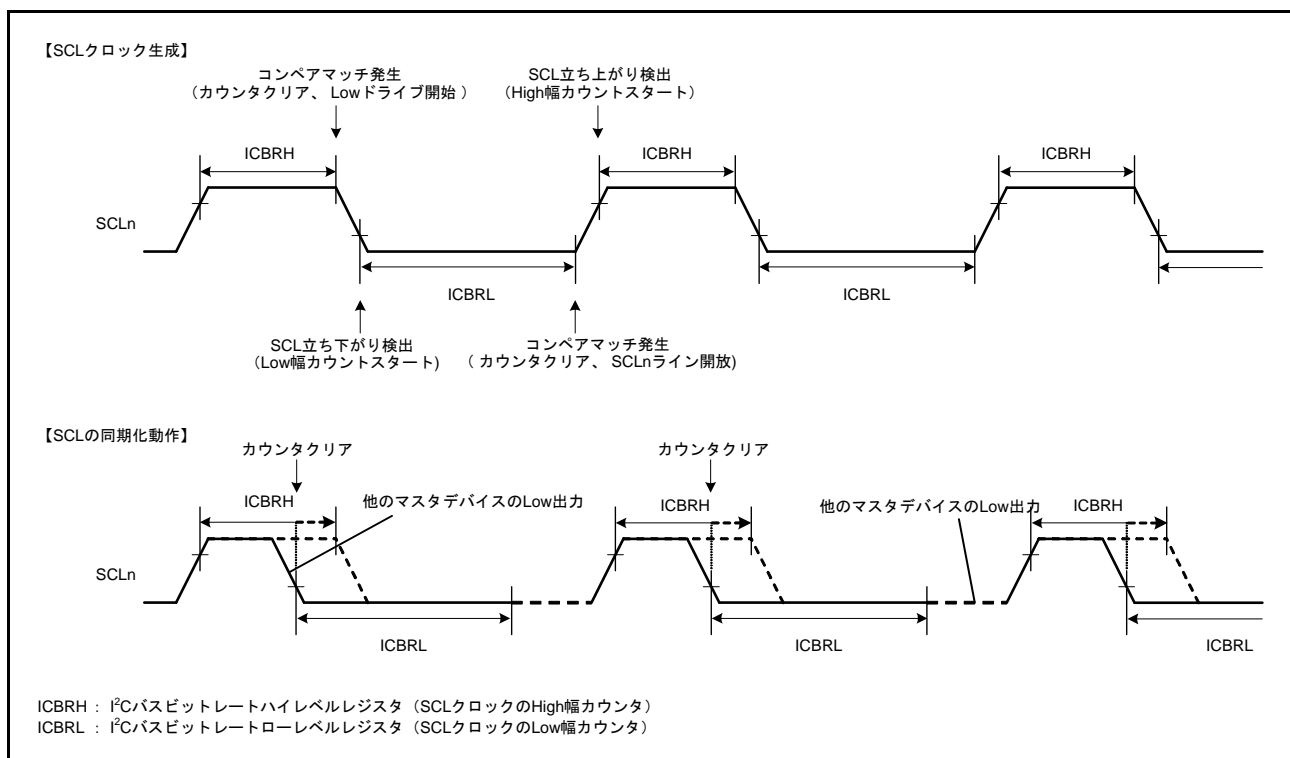 【SCLクロック生成】
コンペアマッチ発生
(カウンタクリア、 Lowドライブ開始 )
SCL立ち上がり検出
(High幅カウントスタート)
ICBRH
ICBRH
ICBRH
SCLn
ICBRL
ICBRL
SCL立ち下がり検出
(Low幅カウントスタート)
コンペアマッチ発生
( カウンタクリア、 SCLnライン開放)
【SCLの同期化動作】
カウンタクリア
カウンタクリア
ICBRH
他のマスタデバイスのLow出力
ICBRH
他のマスタデバイスのLow出力
ICBRH
SCLn
ICBRL
ICBRL
ICBRL
ICBRH : I²Cバスビットレートハイレベルレジスタ (SCLクロックのHigh幅カウンタ)
ICBRL : I²Cバスビットレートローレベルレジスタ (SCLクロックのLow幅カウンタ)